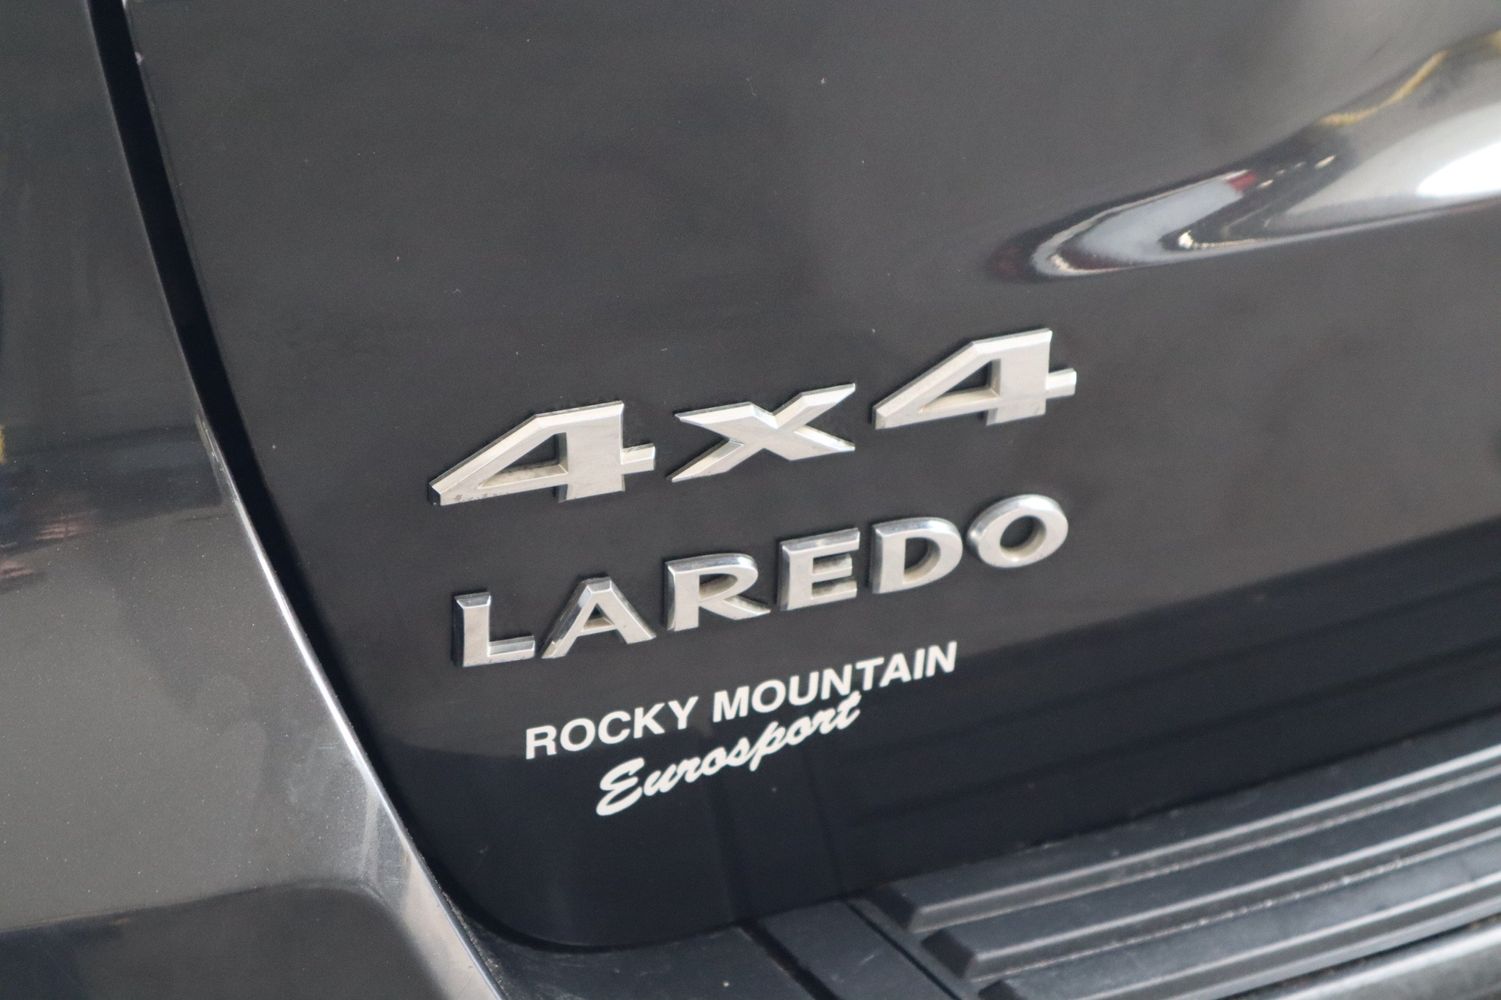 4x4
LAREDO
ROCKY MOUNTAIN
Eurosport